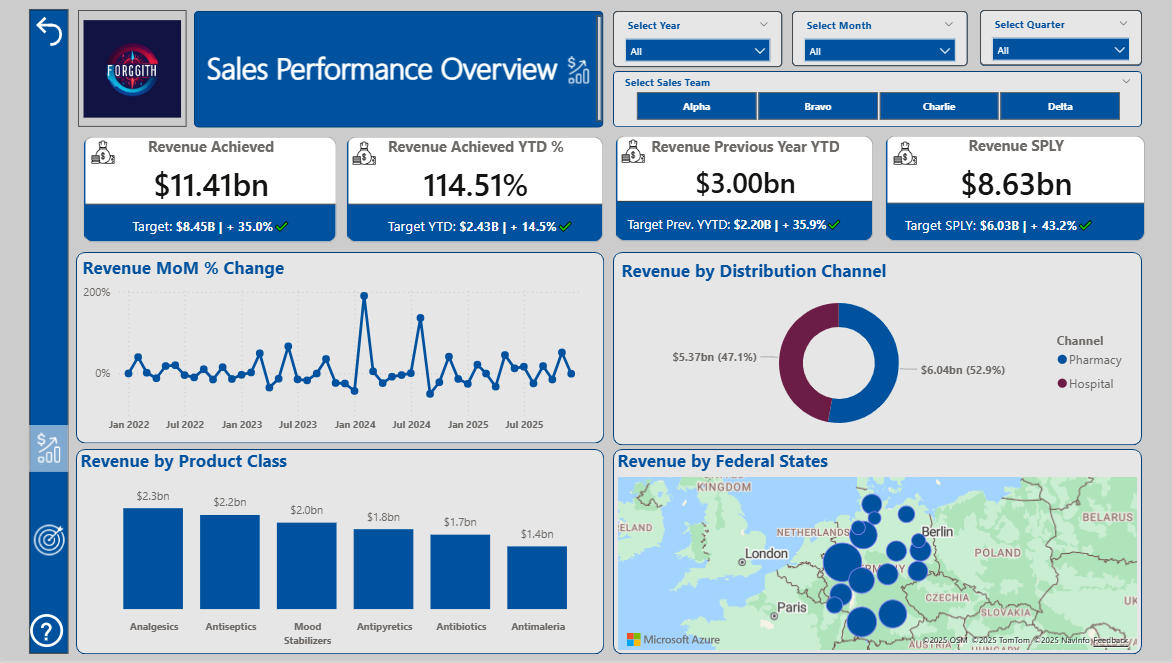 FORGGITH
Sales Performance Overview
Select Year
All
Select Month
All
Select Quarter
All
Select Sales Team
Alpha
Bravo
Charlie
Delta
Revenue Achieved
$11.41bn
Target: $8.45B | + 35.0%
Revenue Achieved YTD %
114.51%
Target YTD: $2.43B | + 14.5%
Revenue Previous Year YTD
$3.00bn
Target Prev. YYTD: $2.20B | + 35.9%
Revenue SPLY
$8.63bn
Target SPLY: $6.03B | + 43.2%
Revenue MoM % Change
200%
0%
Jan 2022
Jul 2022
Jan 2023
Jul 2023
Jan 2024
Jul 2024
Jan 2025
Jul 2025
Revenue by Distribution Channel
$5.37bn (47.1%)
$6.04bn (52.9%)
Channel
Pharmacy
Hospital
Revenue by Product Class
$2.3bn
$2.2bn
$2.0bn
$1.8bn
$1.7bn
$1.4bn
Analgesics
Antiseptics
Mood
Stabilizers
Antipyretics
Antibiotics
Antimaleria
Revenue by Federal States
UNITED
KINGDOM
ELAND
NETHERLANDS
Berlin
BELARUS
London
POLAND
Paris
CZECHIA
SLOVAKIA
UK
Microsoft Azure
©2025 OSM ©2025 TomTom ©2025 NavInfo Feedback
?